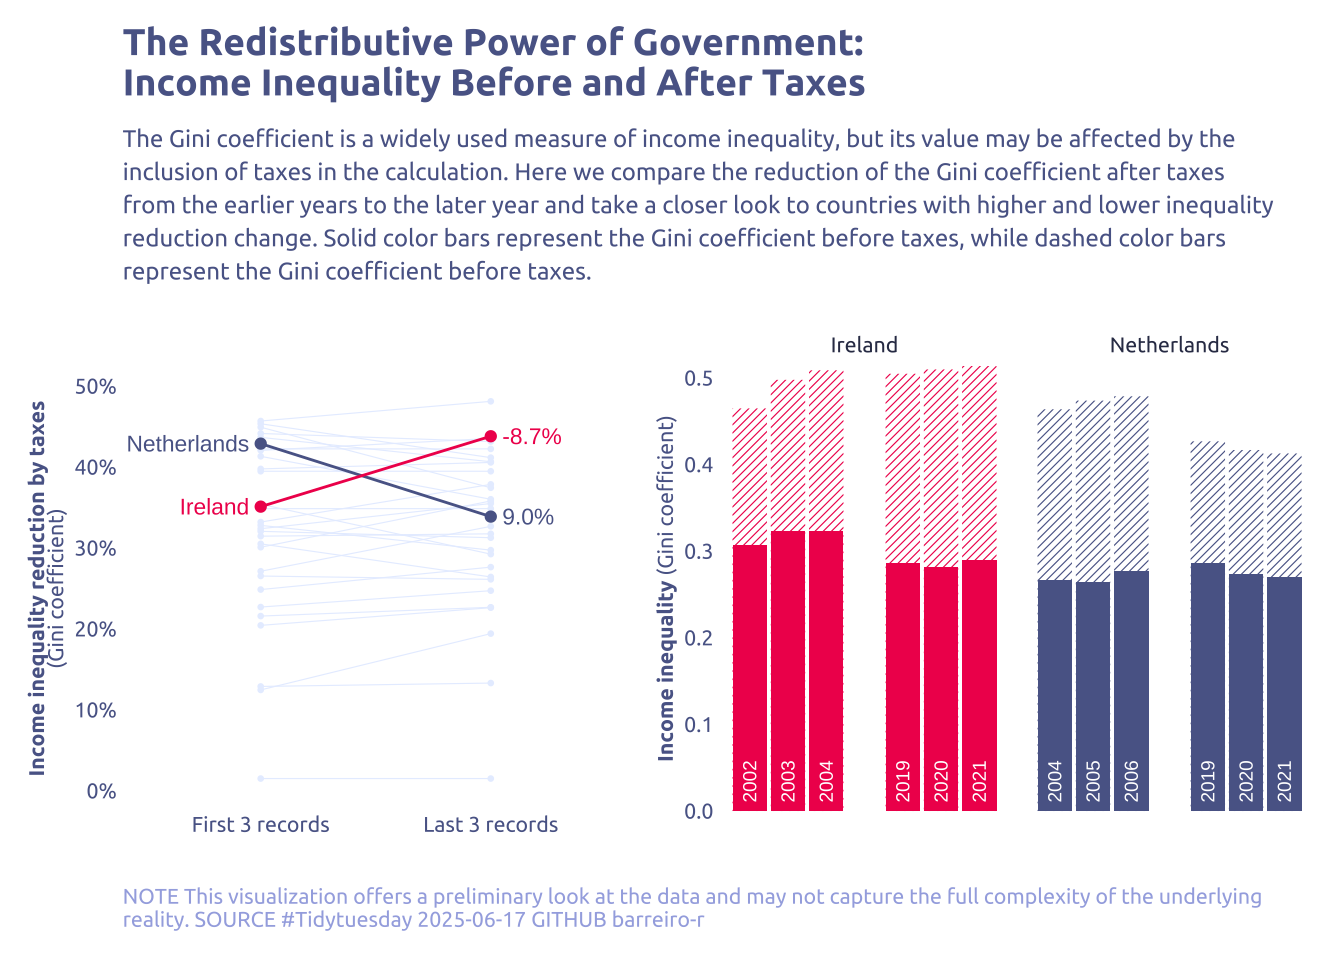 The Redistributive Power of Government:
Income Inequality Before and After Taxes
The Gini coefficient is a widely used measure of income inequality, but its value may be affected by the
inclusion of taxes in the calculation. Here we compare the reduction of the Gini coefficient after taxes
from the earlier years to the later year and take a closer look to countries with higher and lower inequality
reduction change. Solid color bars represent the Gini coefficient before taxes, while dashed color bars
represent the Gini coefficient before taxes.
Income inequality reduction by taxes
(Gini coefficient)
50%
40%
30%
20%
10%
0%
Netherlands
Ireland
-8.7%
9.0%
First 3 records
Last 3 records
Income inequality (Gini coefficient)
0.5
0.4
0.3
0.2
0.1
0.0
Ireland
2002
2003
2004
2019
2020
2021
Netherlands
2004
2005
2006
2019
2020
2021
NOTE This visualization offers a preliminary look at the data and may not capture the full complexity of the underlying
reality. SOURCE #Tidytuesday 2025-06-17 GITHUB barreiro-r